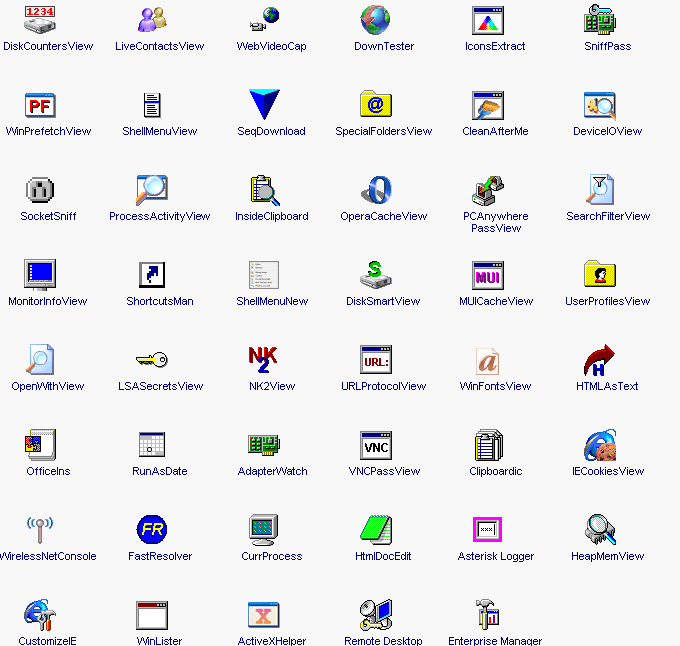 1234
DiskCountersView LiveContactsView WebVideoCap DownTester IconsExtract SniffPass
PF @
WinPrefetchView ShellMenuView SeqDownload SpecialFoldersView CleanAfterMe DeviceIOView
SocketSniff ProcessActivityView InsideClipboard OperaCacheView PCAnywhere SearchFilterView
PassView
S MUI
MonitorInfoView ShortcutsMan ShellMenuNew DiskSmartView MUICacheView UserProfilesView
NK2 URL: a H
OpenWithView LSASecretsView NK2View URLProtocolView WinFontsView HTMLAsText
VNC
OfficeIns RunAsDate AdapterWatch VNCPassView Clipboardic IECookiesView
FR xxx
WirelessNetConsole FastResolver CurrProcess HtmlDocEdit Asterisk Logger HeapMemView
X
CustomizeIE WinLister ActiveXHelper Remote Desktop Enterprise Manager